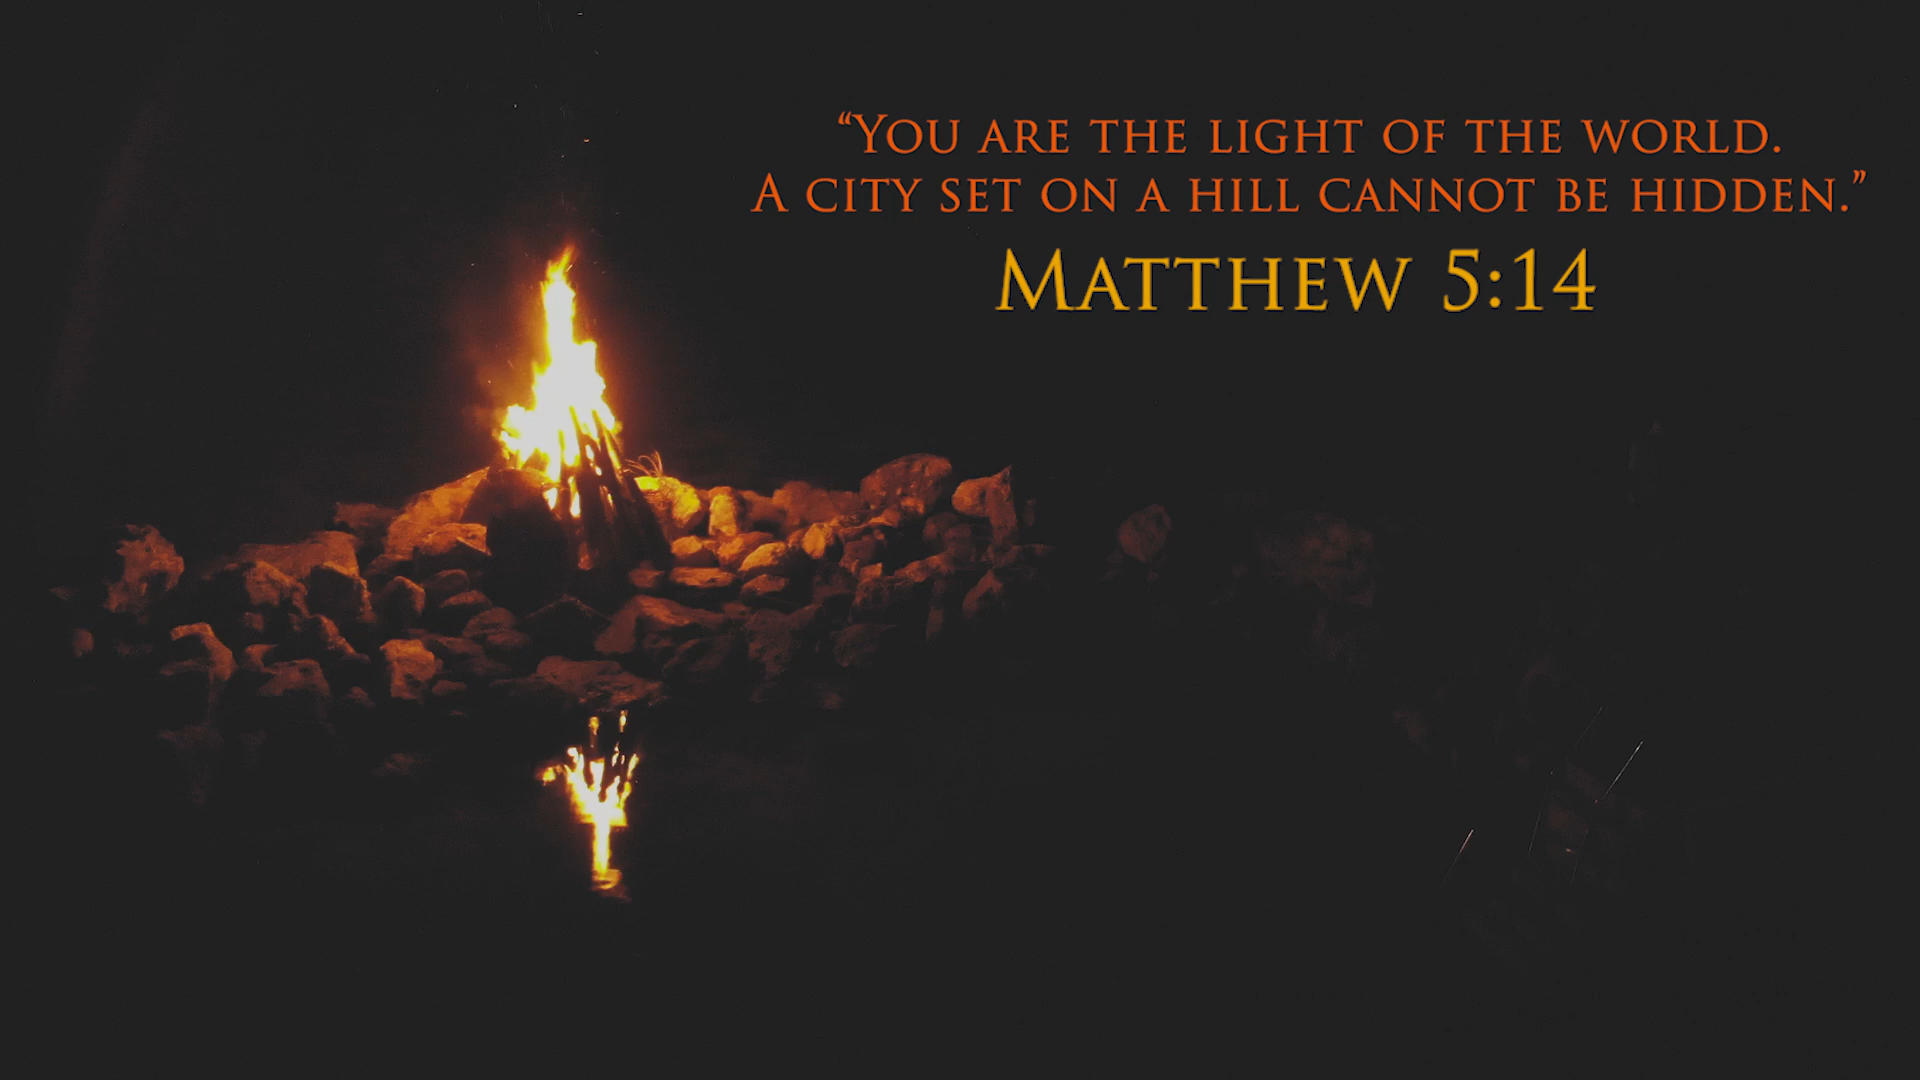 “You are the light of the world.
A city set on a hill cannot be hidden.”
Matthew 5:14